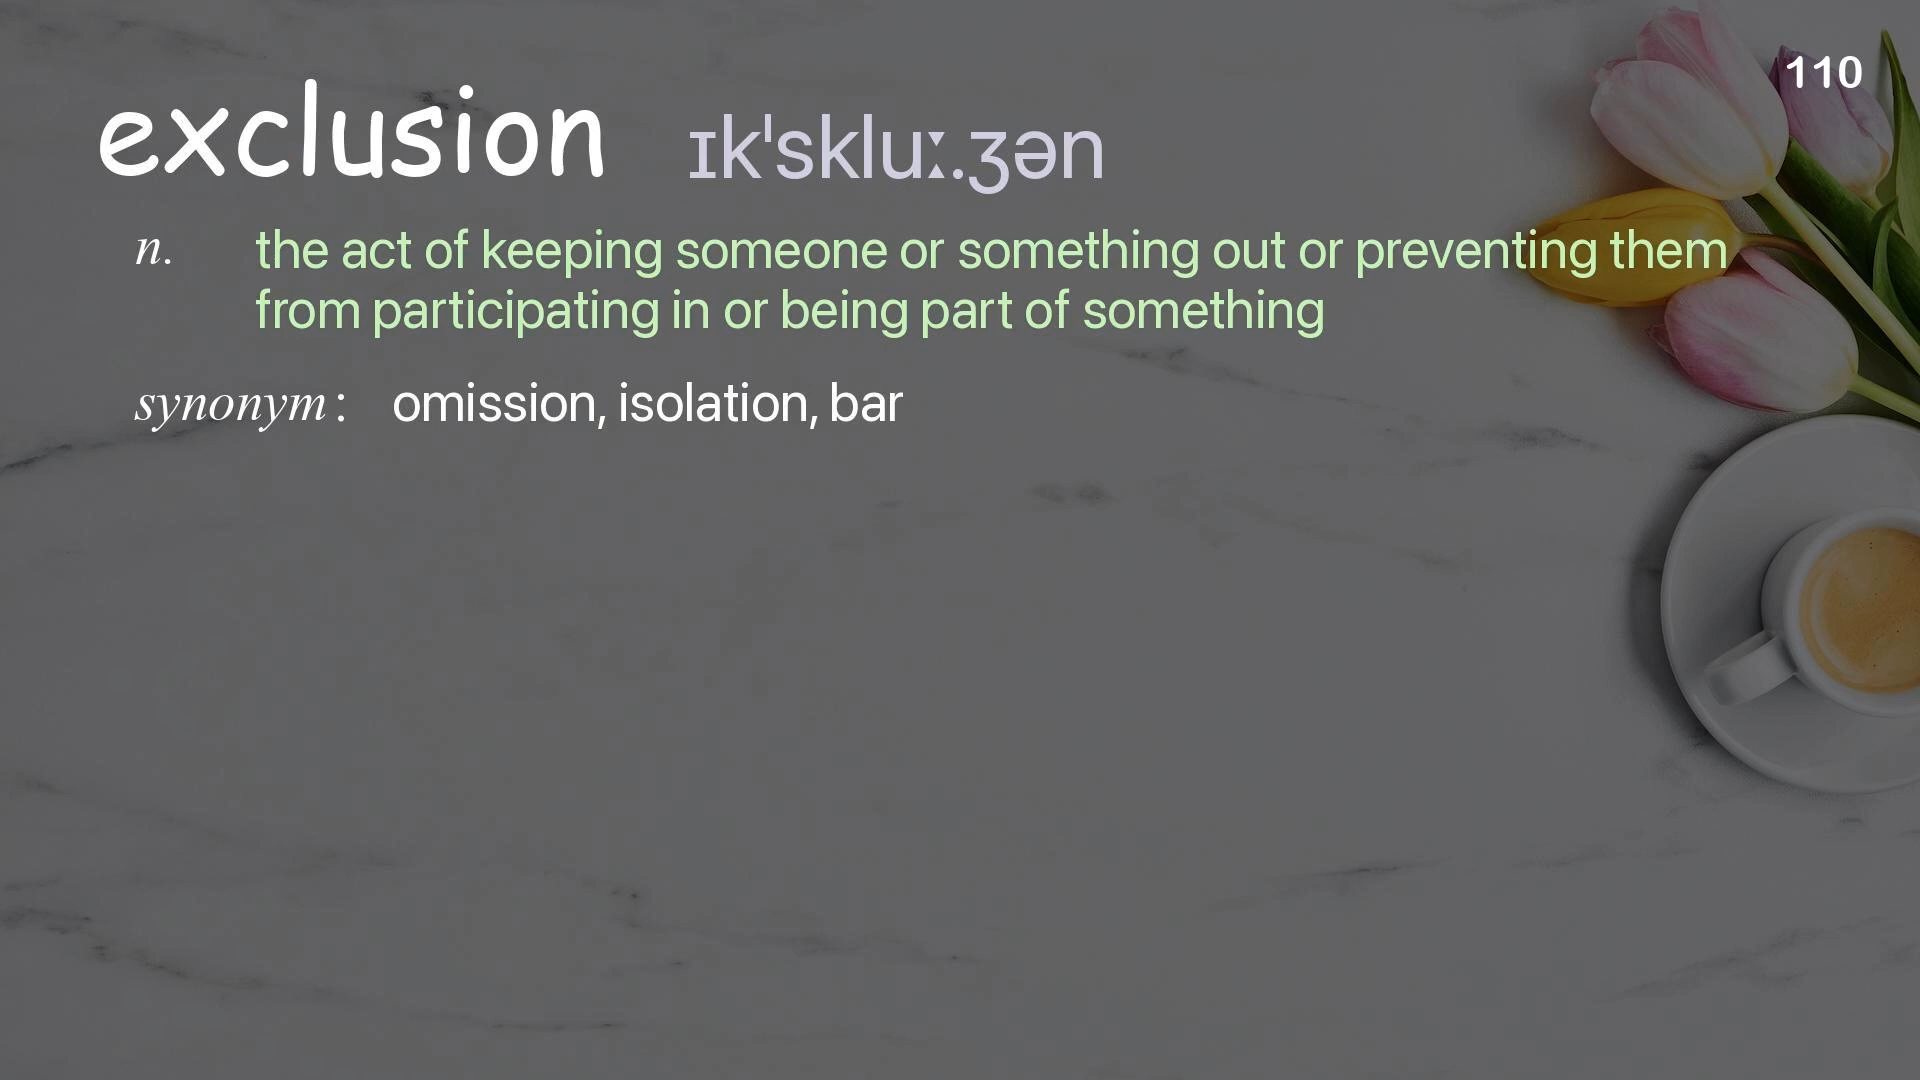 110
exclusion ɪkˈskluː.ʒən
n. the act of keeping someone or something out or preventing them
from participating in or being part of something
synonym: omission, isolation, bar